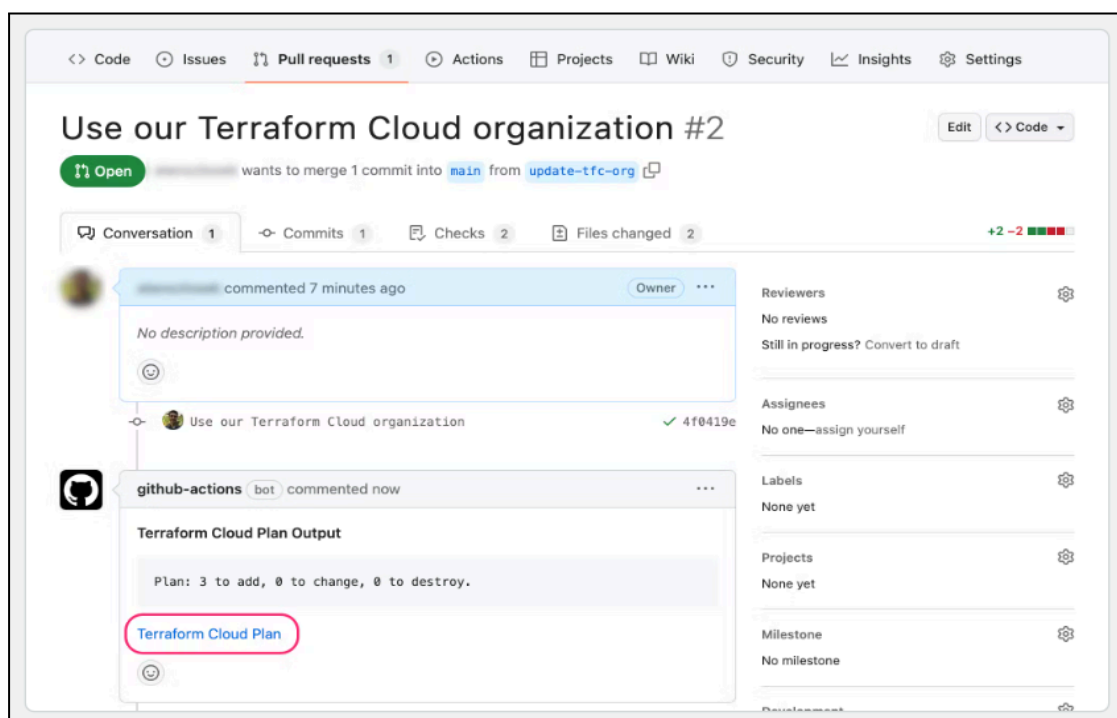 <> Code Issues Pull requests 1 Actions Projects Wiki Security Insights Settings
Use our Terraform Cloud organization #2
Edit <> Code
Open wants to merge 1 commit into main from update-tfc-org
Conversation 1 Commits 1 Checks 2 Files changed 2 +2 −2
commented 7 minutes ago Owner ...
No description provided.
Use our Terraform Cloud organization 4f0419e
github-actions bot commented now ...
Terraform Cloud Plan Output
Plan: 3 to add, 0 to change, 0 to destroy.
Terraform Cloud Plan
Reviewers
No reviews
Still in progress? Convert to draft
Assignees
No one—assign yourself
Labels
None yet
Projects
None yet
Milestone
No milestone
Development